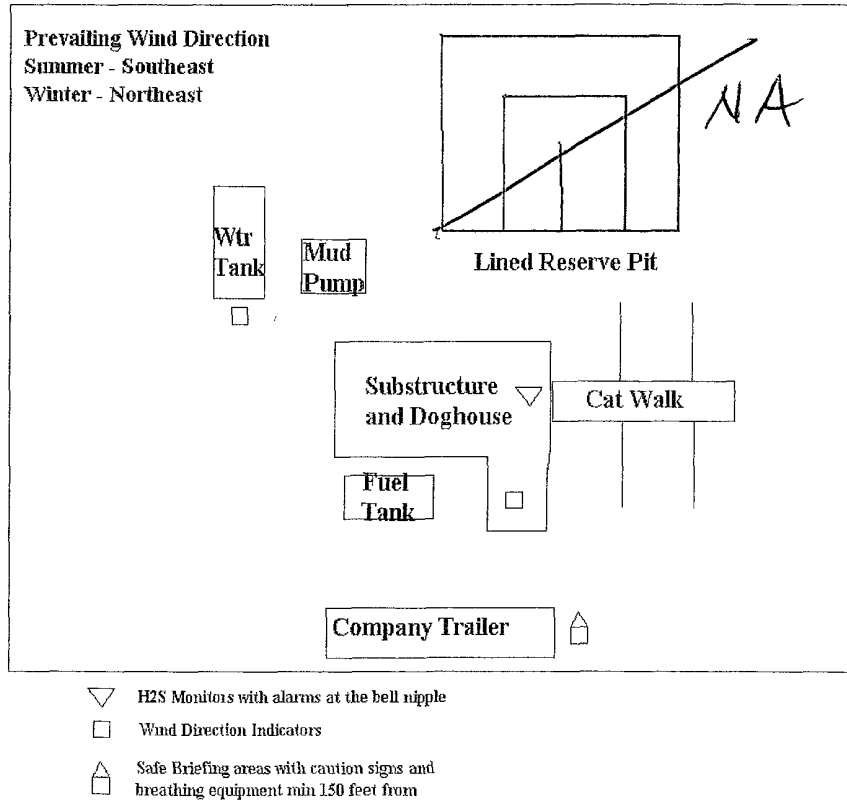 Prevailing Wind Direction
Summer - Southeast
Winter - Northeast
NA
Wtr
Tank
Mud
Pump
Lined Reserve Pit
Substructure
and Doghouse
Cat Walk
Fuel
Tank
Company Trailer
H2S Monitors with alarms at the bell nipple
Wind Direction Indicators
Safe Briefing areas with caution signs and
breathing equipment min 150 feet from